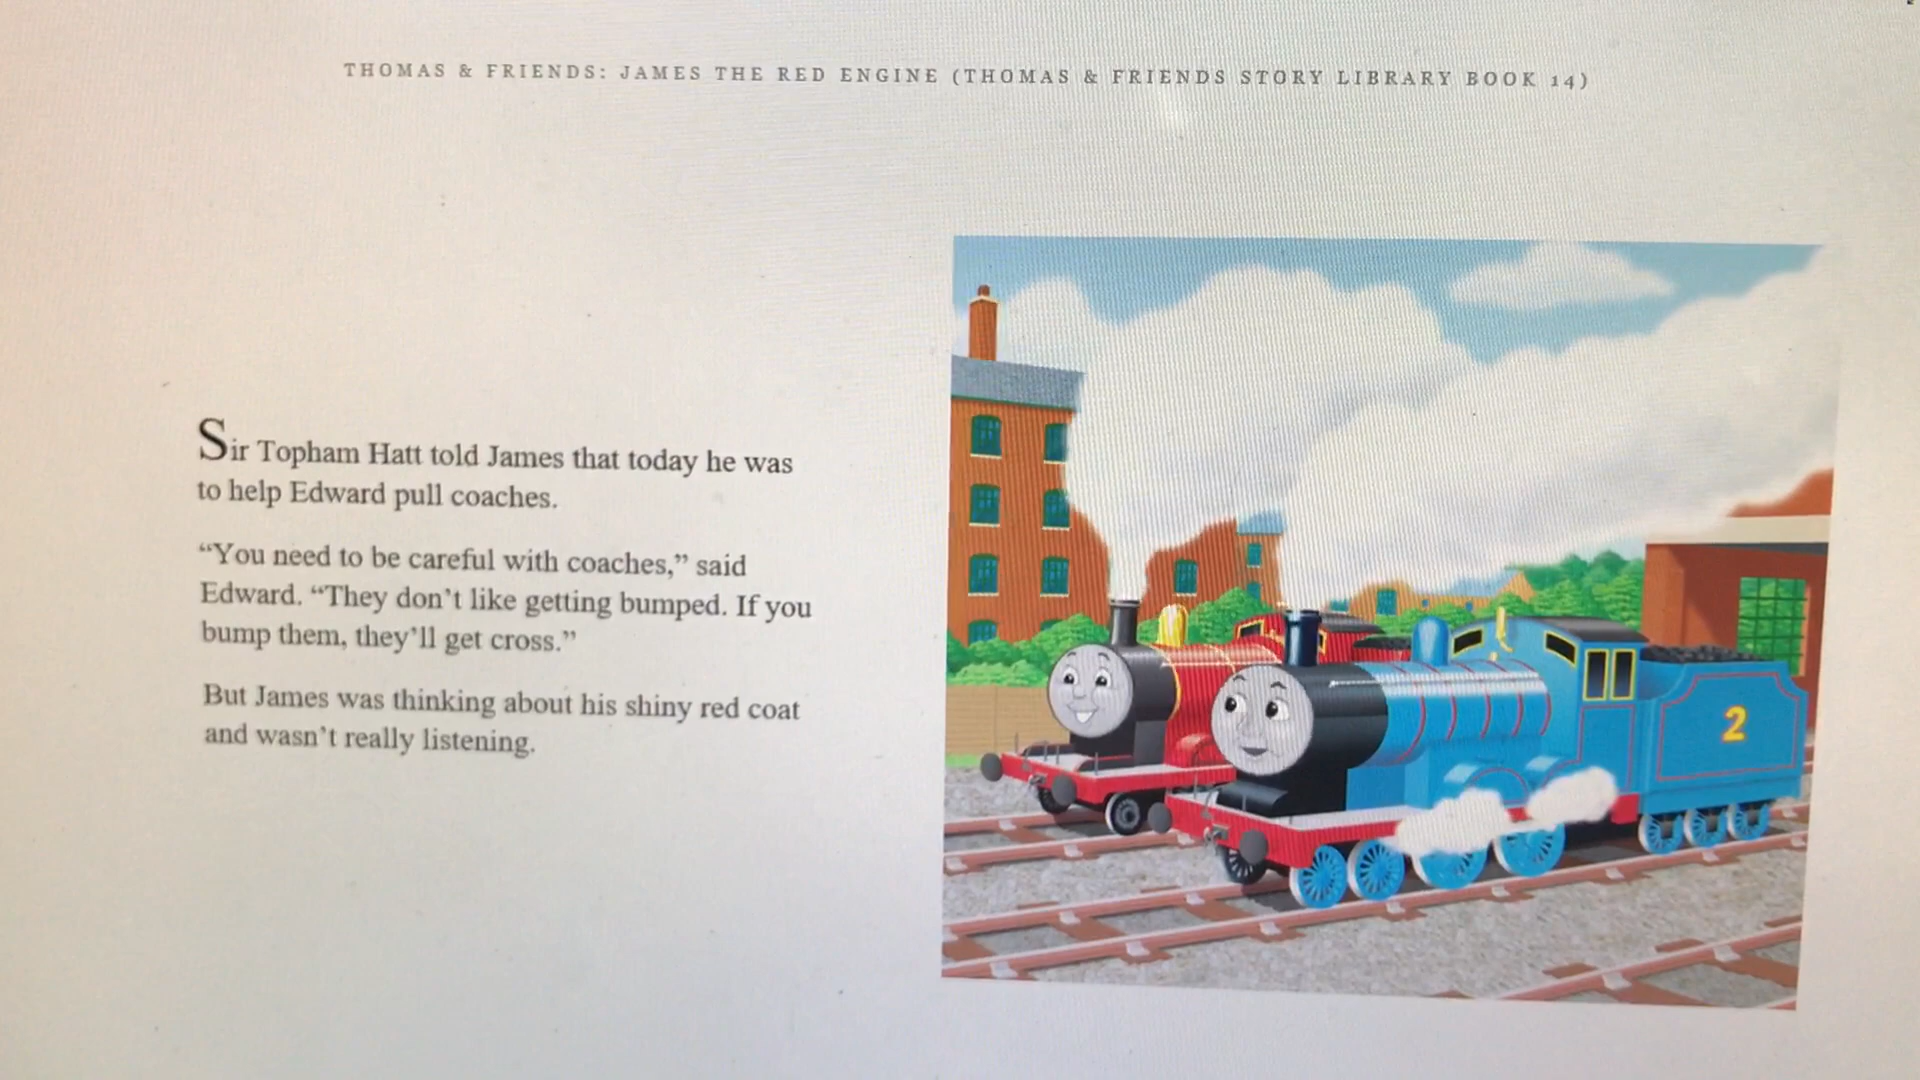 THOMAS & FRIENDS: JAMES THE RED ENGINE (THOMAS & FRIENDS STORY LIBRARY BOOK 14)
Sir Topham Hatt told James that today he was
to help Edward pull coaches.
“You need to be careful with coaches,” said
Edward. “They don’t like getting bumped. If you
bump them, they’ll get cross.”
But James was thinking about his shiny red coat
and wasn’t really listening.
2